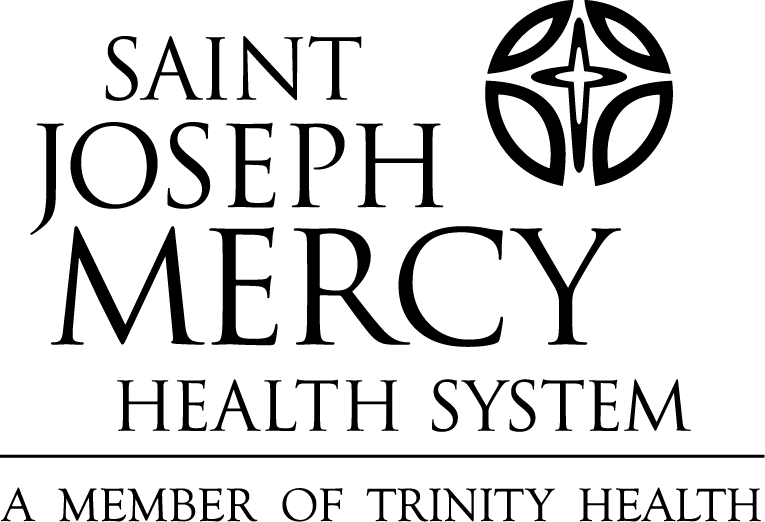 SAINT
JOSEPH
MERCY
HEALTH SYSTEM
A MEMBER OF TRINITY HEALTH